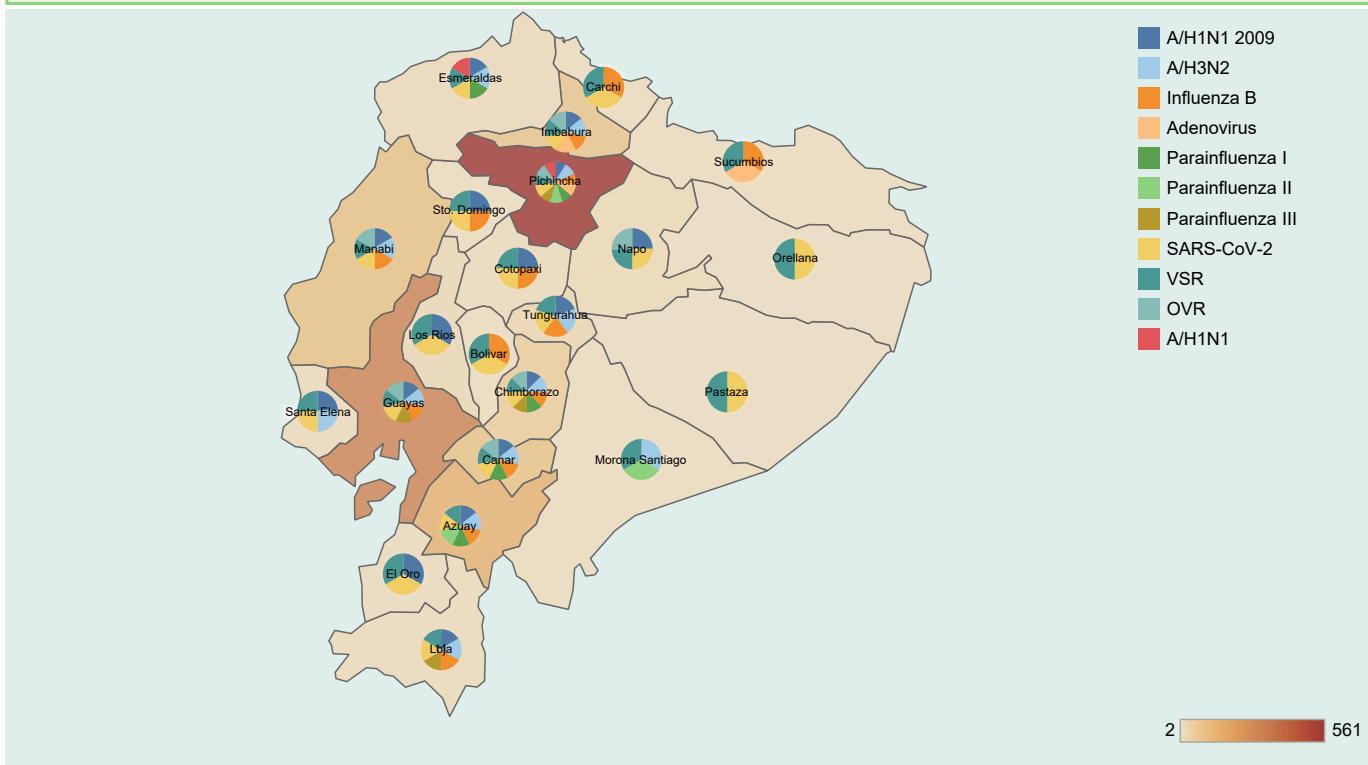 A/H1N1 2009
A/H3N2
Influenza B
Adenovirus
Parainfluenza I
Parainfluenza II
Parainfluenza III
SARS-CoV-2
VSR
OVR
A/H1N1
Esmeraldas
Carchi
Imbabura
Sucumbios
Pichincha
Sto. Domingo
Manabi
Napo
Orellana
Cotopaxi
Tungurahua
Los Rios
Bolivar
Chimborazo
Pastaza
Guayas
Santa Elena
Canar
Morona Santiago
Azuay
El Oro
Loja
2 561